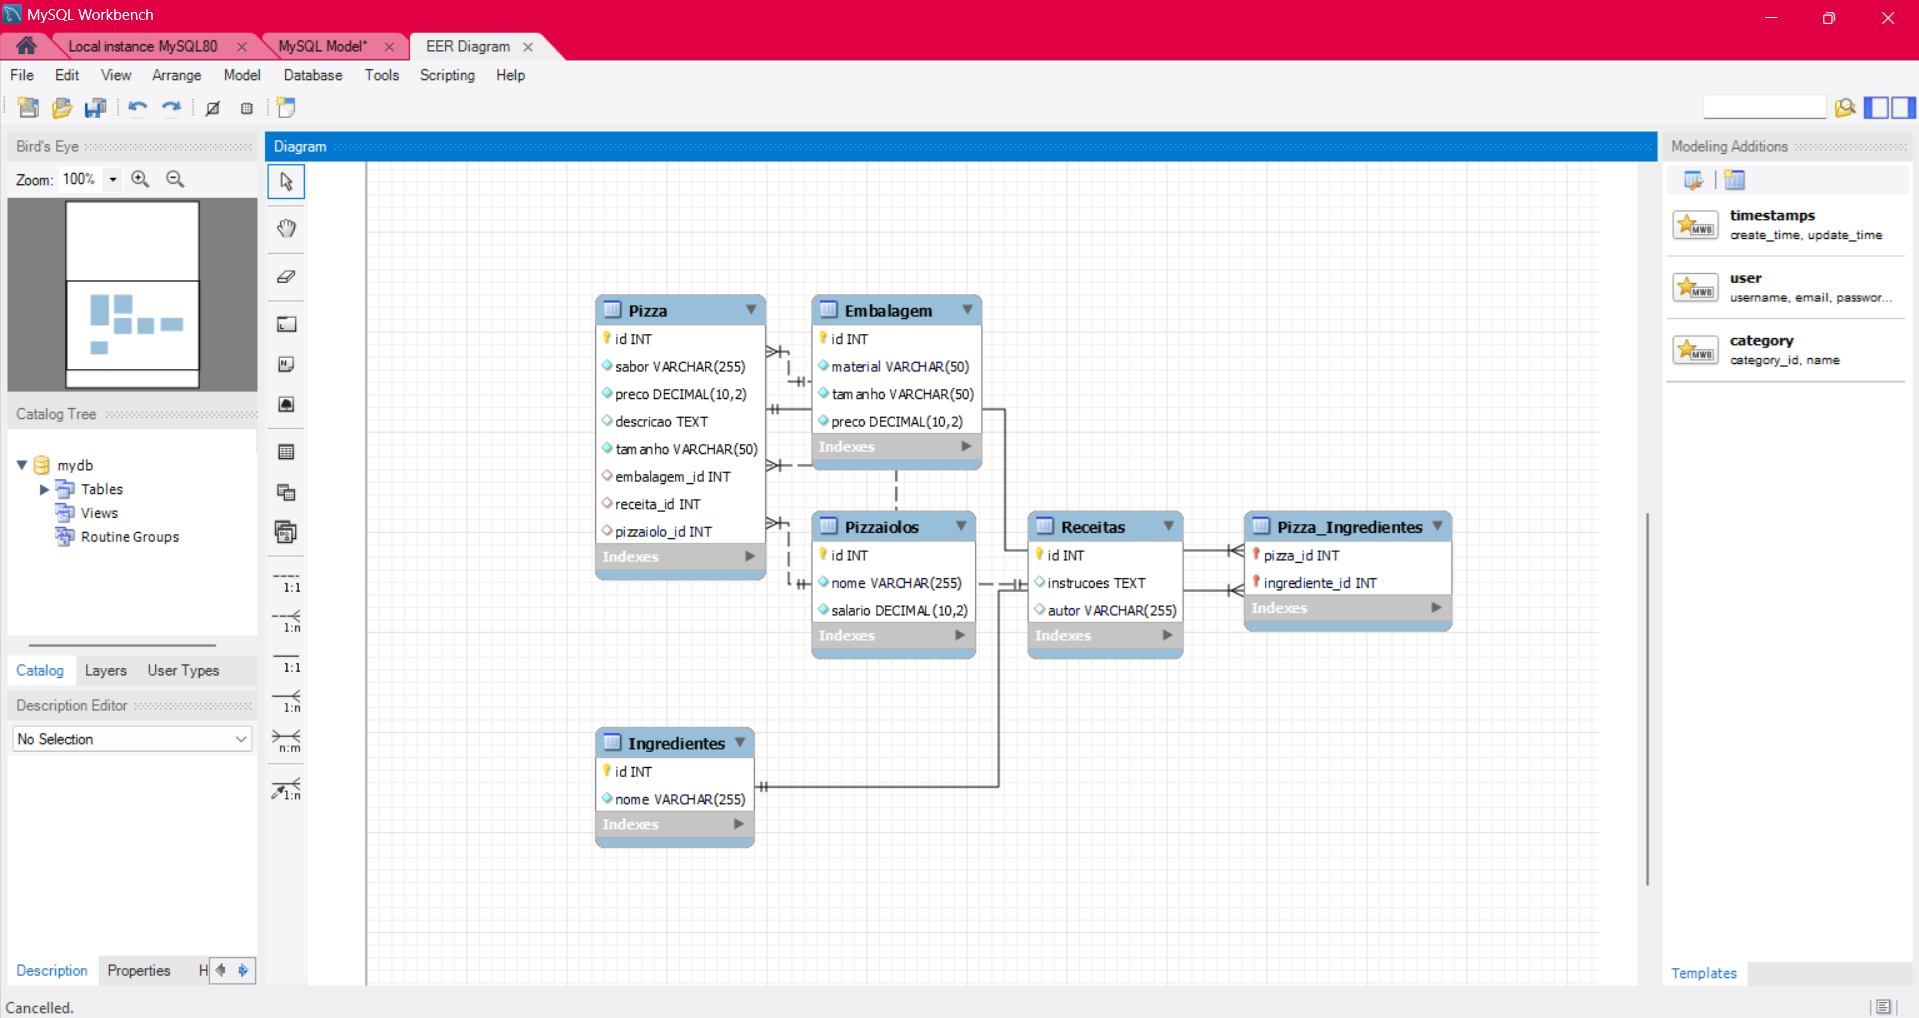 MySQL Workbench
Local instance MySQL80
MySQL Model*
EER Diagram
File Edit View Arrange Model Database Tools Scripting Help
Bird's Eye
Zoom: 100%
Catalog Tree
mydb
Tables
Views
Routine Groups
Catalog Layers User Types
Description Editor
No Selection
Description Properties H
Cancelled.
Diagram
1:1
1:n
1:1
1:n
n:m
1:n
Pizza
id INT
sabor VARCHAR(255)
preco DECIMAL(10,2)
descricao TEXT
tamanho VARCHAR(50)
embalagem_id INT
receita_id INT
pizzaiolo_id INT
Indexes
Embalagem
id INT
material VARCHAR(50)
tamanho VARCHAR(50)
preco DECIMAL(10,2)
Indexes
Pizzaiolos
id INT
nome VARCHAR(255)
salario DECIMAL(10,2)
Indexes
Receitas
id INT
instrucoes TEXT
autor VARCHAR(255)
Indexes
Pizza_Ingredientes
pizza_id INT
ingrediente_id INT
Indexes
Ingredientes
id INT
nome VARCHAR(255)
Indexes
Modeling Additions
MWB
timestamps
create_time, update_time
MWB
user
username, email, passwor...
MWB
category
category_id, name
Templates